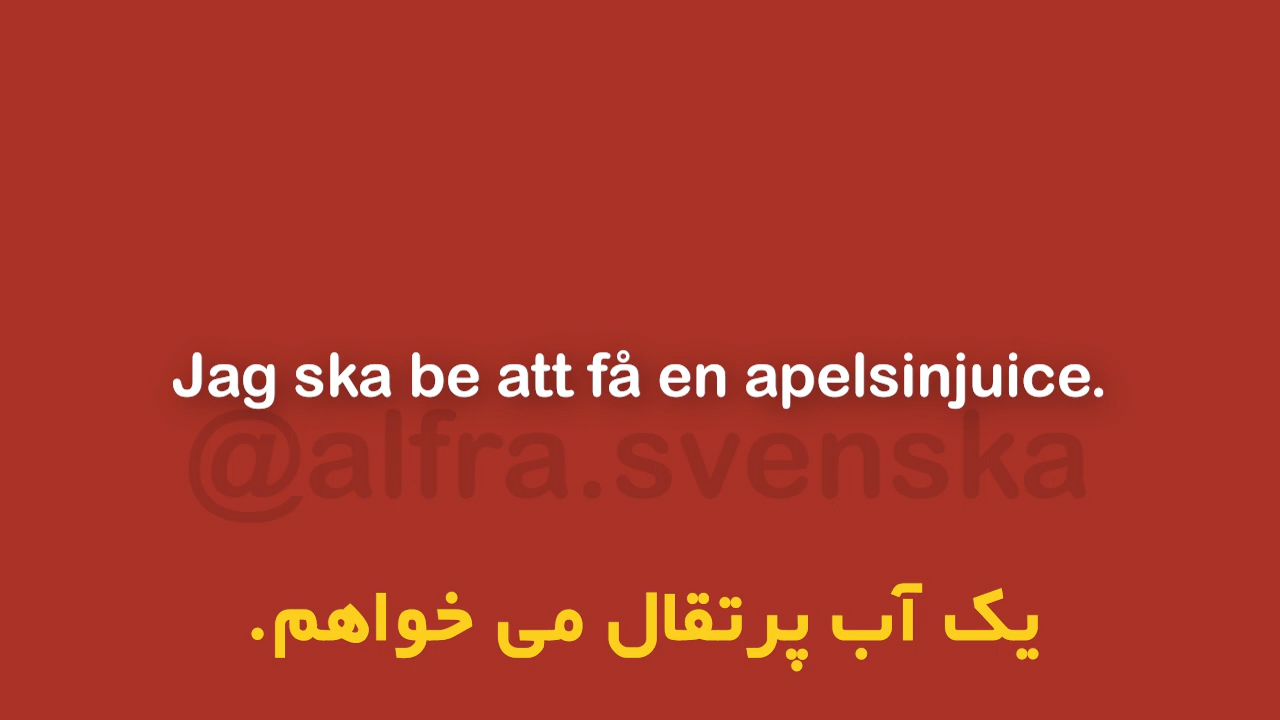 Jag ska be att få en apelsinjuice.
@alfra.svenska
یک آب پرتقال می خواهم.